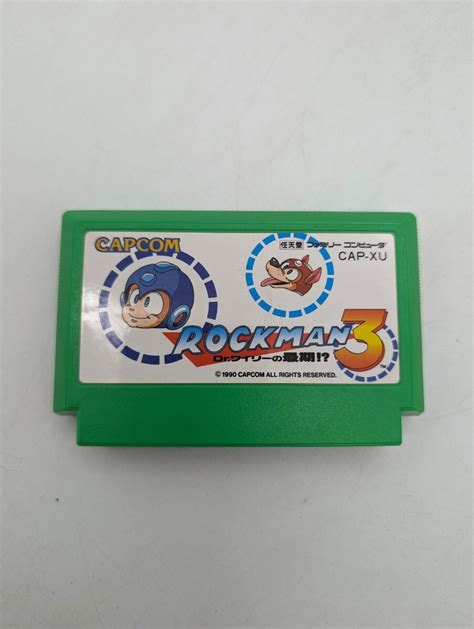 CAPCOM
任天堂 ファミリー コンピュータ
CAP-XU
ROCKMAN 3
Dr.ワイリーの最期!?
© 1990 CAPCOM ALL RIGHTS RESERVED.